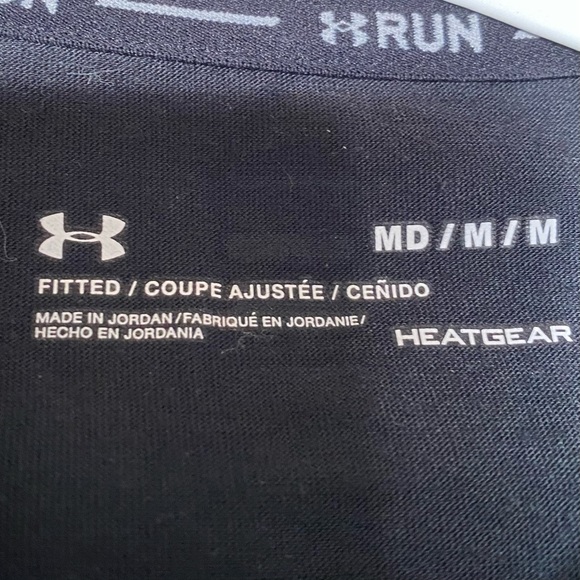 RUN
MD / M / M
FITTED / COUPE AJUSTÉE / CEÑIDO
MADE IN JORDAN / FABRIQUÉ EN JORDANIE /
HECHO EN JORDANIA
HEATGEAR